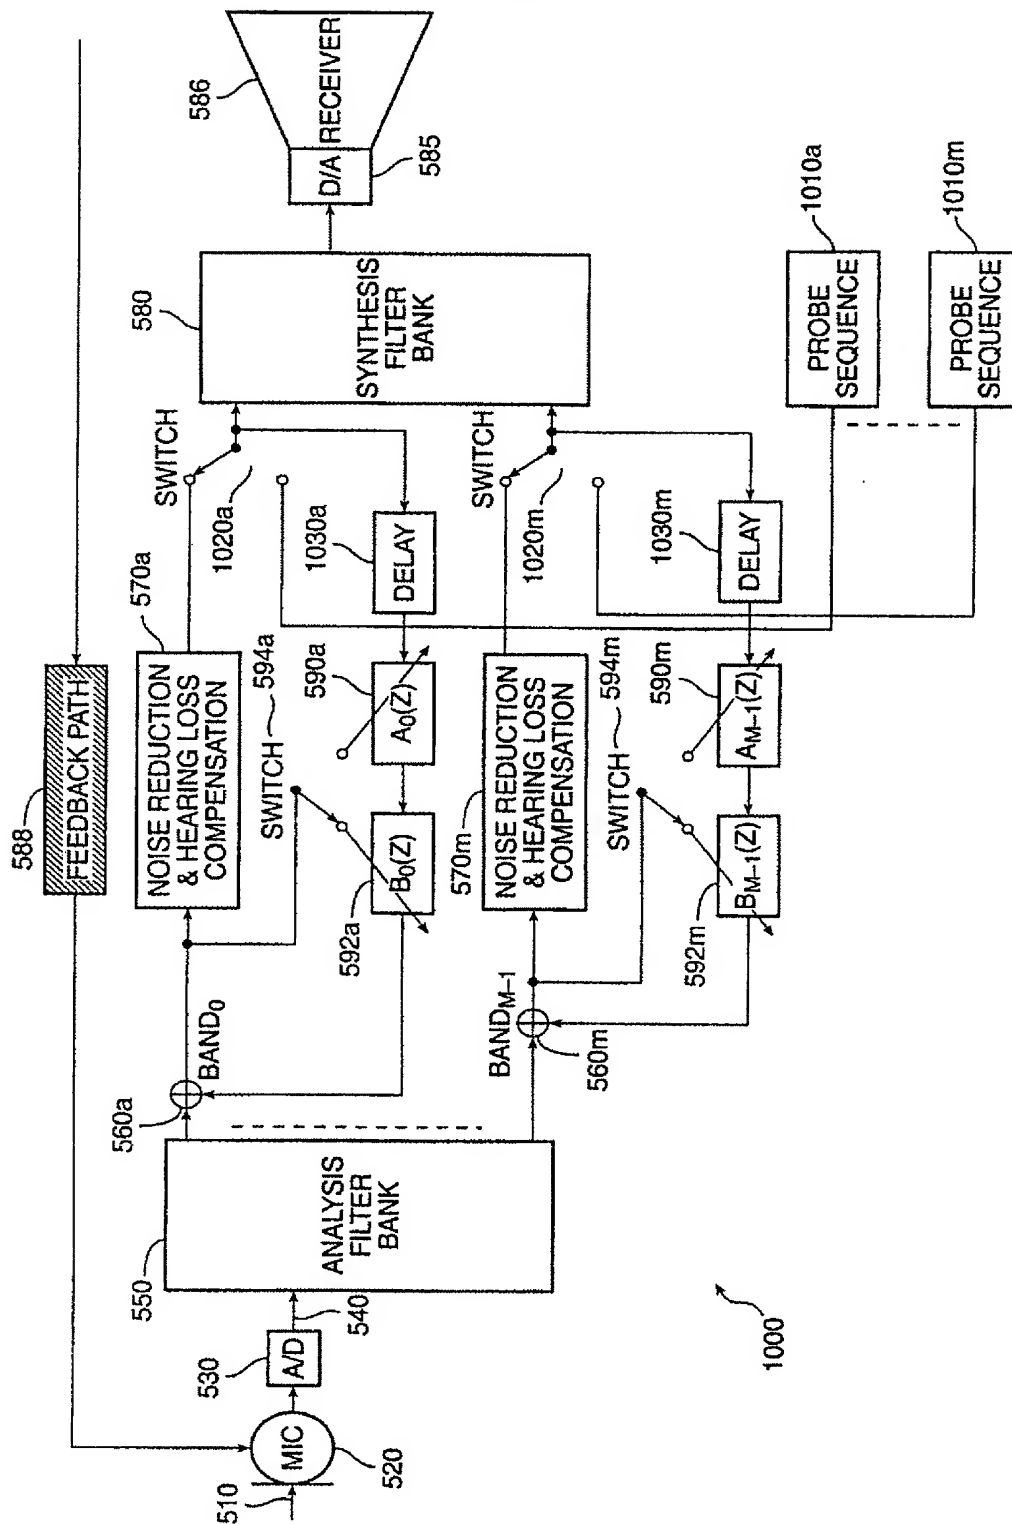 588
FEEDBACK PATH
510
MIC
520
530
A/D
540
550
ANALYSIS
FILTER
BANK
560a
BAND0
570a
NOISE REDUCTION
& HEARING LOSS
COMPENSATION
SWITCH
1020a
SWITCH
594a
592a
B0(Z)
590a
A0(Z)
1030a
DELAY
560m
BANDM–1
570m
NOISE REDUCTION
& HEARING LOSS
COMPENSATION
SWITCH
1020m
SWITCH
594m
592m
BM–1(Z)
590m
AM–1(Z)
1030m
DELAY
580
SYNTHESIS
FILTER
BANK
D/A
585
RECEIVER
586
PROBE
SEQUENCE
1010a
PROBE
SEQUENCE
1010m
1000